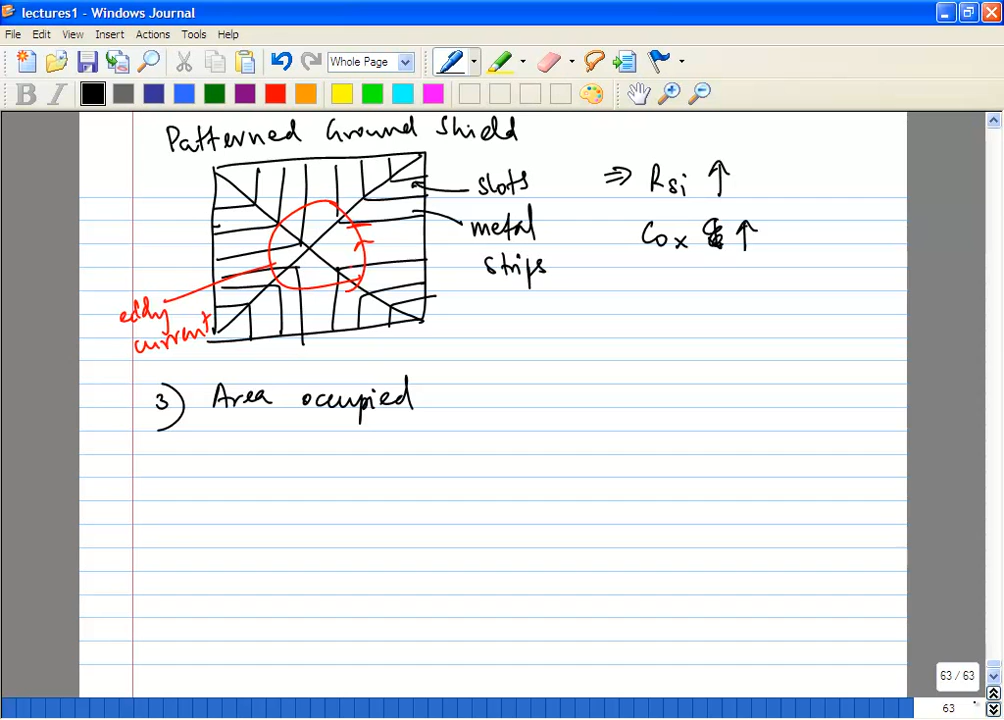 lectures1 - Windows Journal
File Edit View Insert Actions Tools Help
Whole Page
B I
Patterned Ground Shield
slots
metal
strips
⇒ Rsi ↑
Cox ↑
eddy
current
3) Area occupied
63 / 63
63